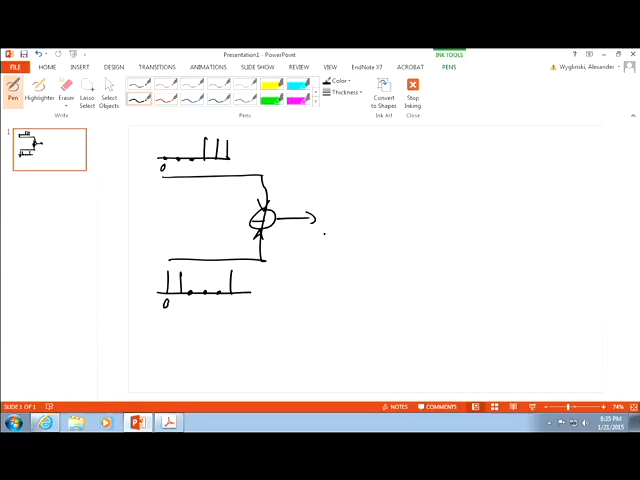 Presentation1 - PowerPoint
INK TOOLS
FILE HOME INSERT DESIGN TRANSITIONS ANIMATIONS SLIDE SHOW REVIEW VIEW EndNote X7 ACROBAT PENS
Wyglinski, Alexander
Pen Highlighter Eraser Lasso Select Select Objects
Color
Thickness
Convert to Shapes
Stop Inking
Write Pens Ink Art Close
1
0
0
SLIDE 1 OF 1
NOTES COMMENTS 74%
8:35 PM
1/21/2015